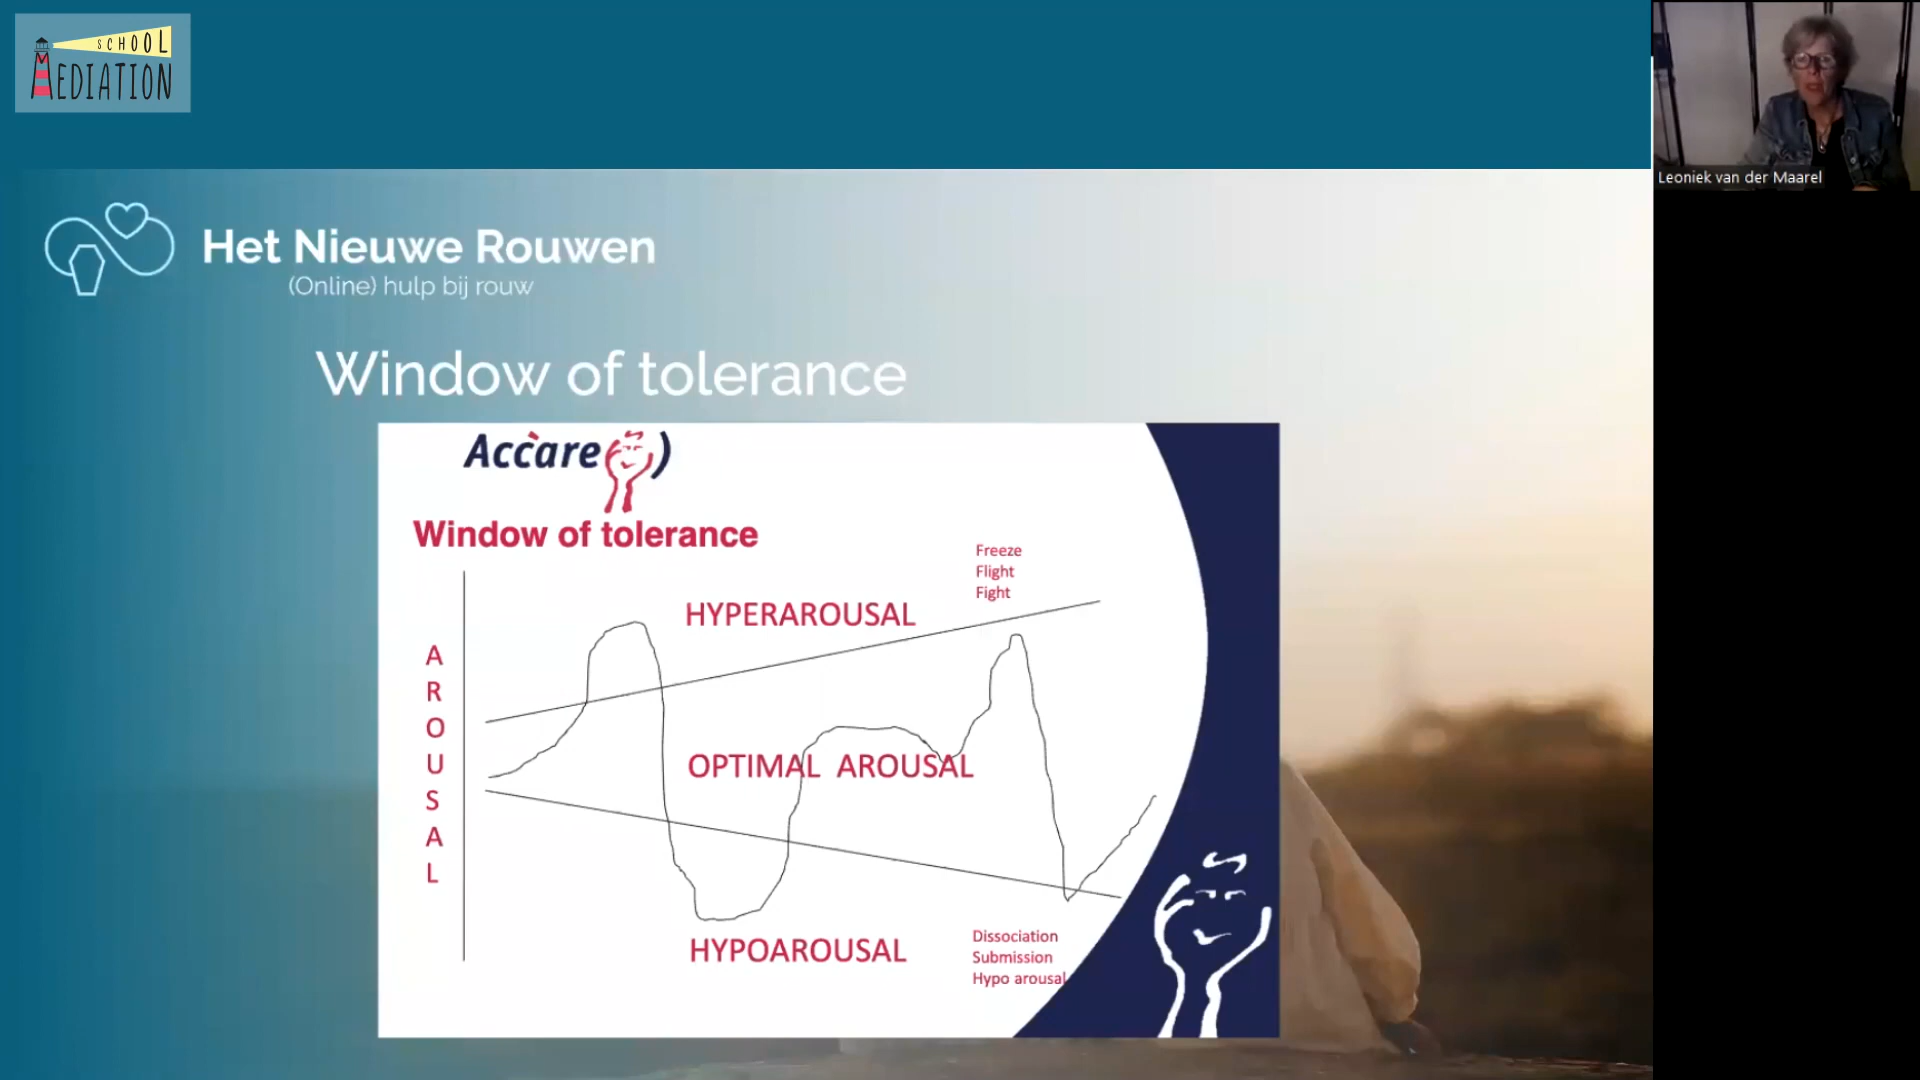 SCHOOL
MEDIATION
Leoniek van der Maarel
Het Nieuwe Rouwen
(Online) hulp bij rouw
Window of tolerance
Accare
Window of tolerance
Freeze
Flight
Fight
HYPERAROUSAL
AROUSAL
OPTIMAL AROUSAL
HYPOAROUSAL
Dissociation
Submission
Hypo arousal